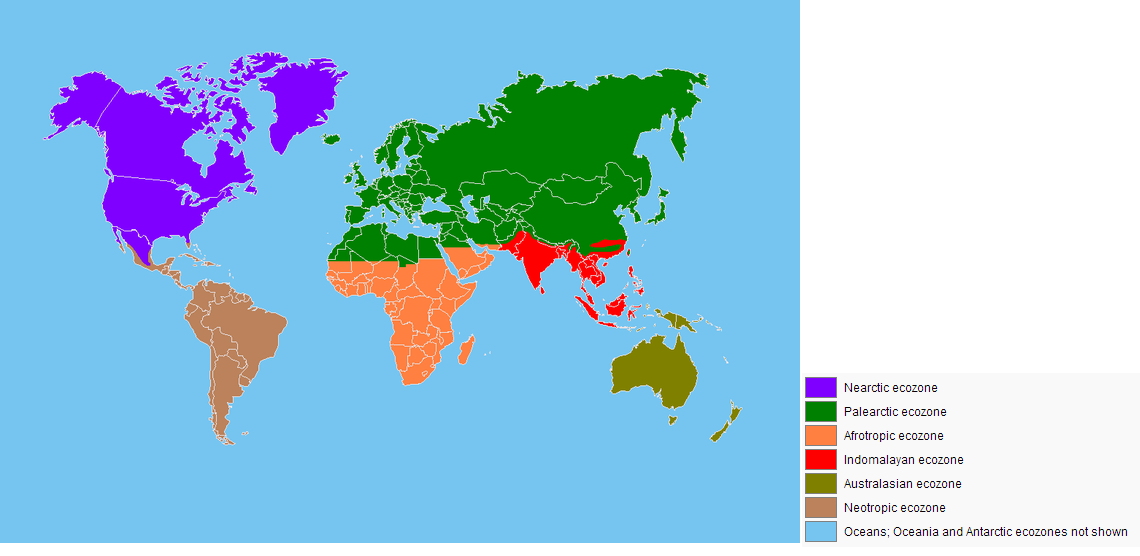 Nearctic ecozone
Palearctic ecozone
Afrotropic ecozone
Indomalayan ecozone
Australasian ecozone
Neotropic ecozone
Oceans; Oceania and Antarctic ecozones not shown